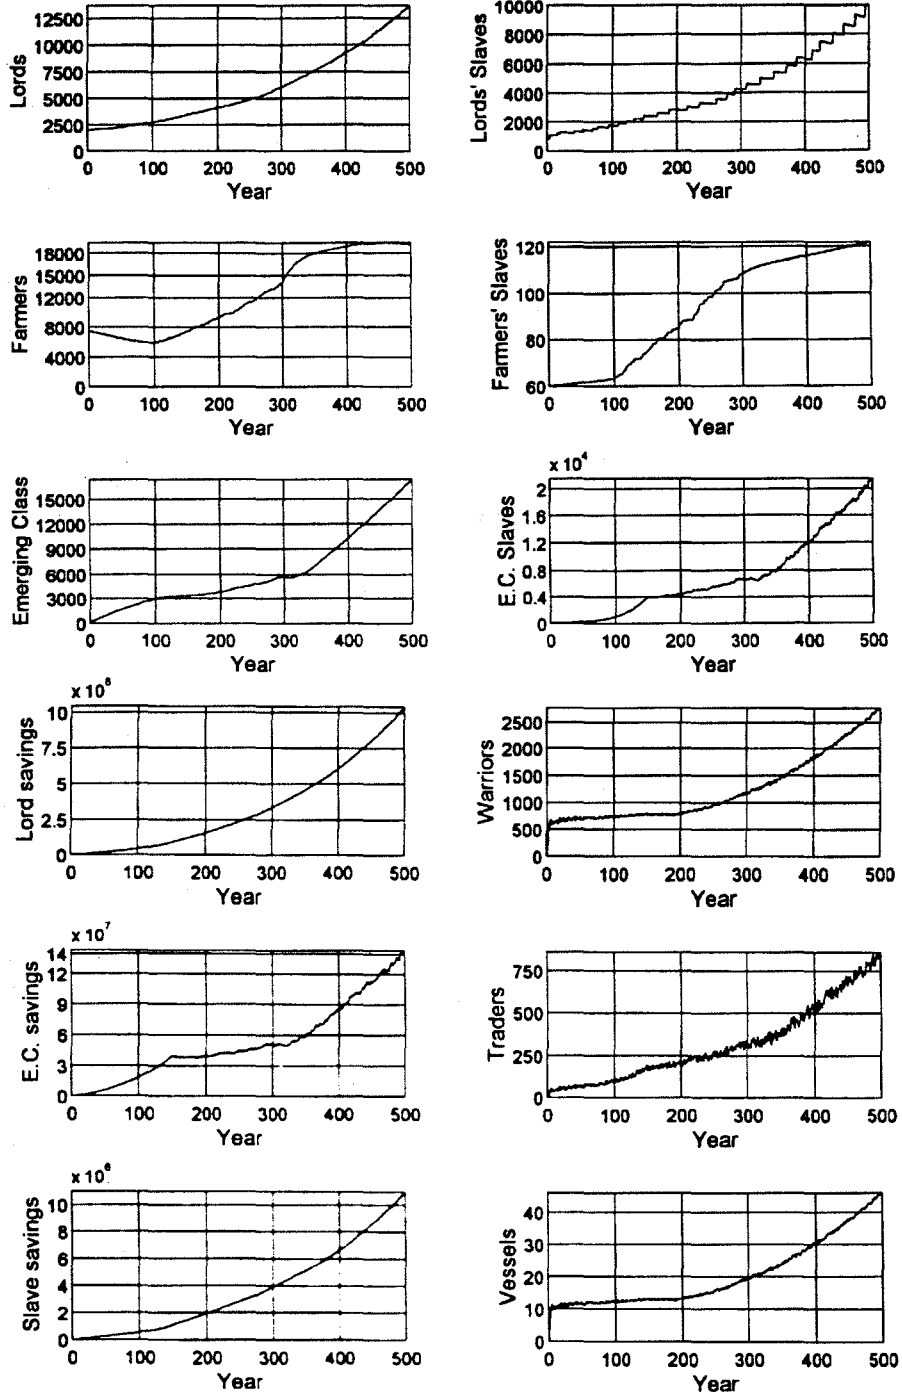 Lords
12500
10000
7500
5000
2500
0
0 100 200 300 400 500
Year
Lords' Slaves
10000
8000
6000
4000
2000
0
0 100 200 300 400 500
Year
Farmers
18000
15000
12000
8000
4000
0
0 100 200 300 400 500
Year
Farmers' Slaves
120
100
80
60
0 100 200 300 400 500
Year
Emerging Class
15000
12000
9000
6000
3000
0
0 100 200 300 400 500
Year
x 10⁴
E.C. Slaves
2
1.6
1.2
0.8
0.4
0
0 100 200 300 400 500
Year
x 10⁸
Lord savings
10
7.5
5
2.5
0
0 100 200 300 400 500
Year
Warriors
2500
2000
1500
1000
500
0
0 100 200 300 400 500
Year
x 10⁷
E.C. savings
14
12
9
6
3
0
0 100 200 300 400 500
Year
Traders
750
500
250
0
0 100 200 300 400 500
Year
x 10⁶
Slave savings
10
8
6
4
2
0
0 100 200 300 400 500
Year
Vessels
40
30
20
10
0
0 100 200 300 400 500
Year